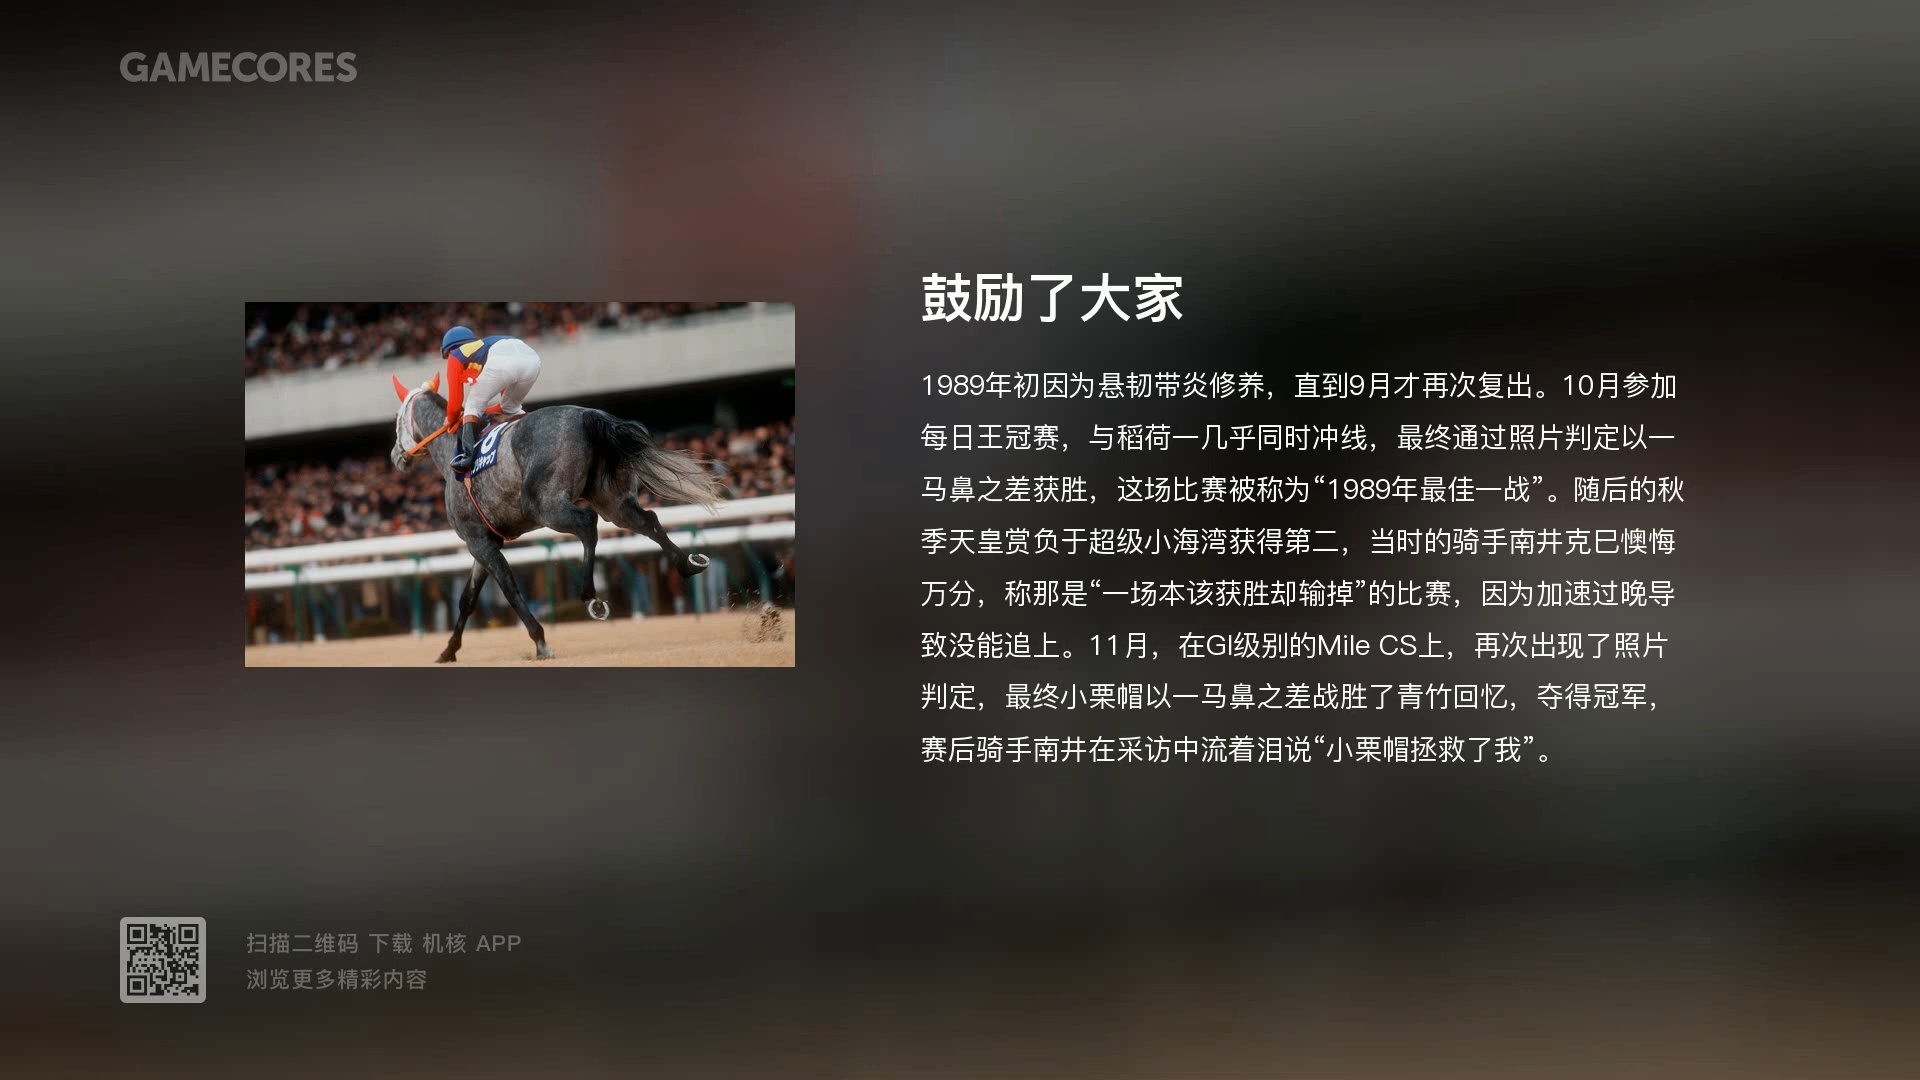 GAMECORES
鼓励了大家
1989年初因为悬韧带炎修养，直到9月才再次复出。10月参加
每日王冠赛，与稻荷一几乎同时冲线，最终通过照片判定以一
马鼻之差获胜，这场比赛被称为“1989年最佳一战”。随后的秋
季天皇赏负于超级小海湾获得第二，当时的骑手南井克巳懊悔
万分，称那是“一场本该获胜却输掉”的比赛，因为加速过晚导
致没能追上。11月，在GI级别的Mile CS上，再次出现了照片
判定，最终小栗帽以一马鼻之差战胜了青竹回忆，夺得冠军，
赛后骑手南井在采访中流着泪说“小栗帽拯救了我”。
8
扫描二维码 下载 机核 APP
浏览更多精彩内容